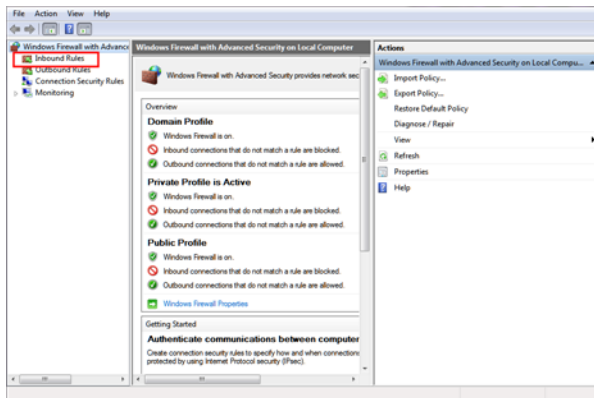 File Action View Help
Windows Firewall with Advance
Inbound Rules
Outbound Rules
Connection Security Rules
Monitoring
Windows Firewall with Advanced Security on Local Computer
Windows Firewall with Advanced Security provides network sec
Overview
Domain Profile
Windows Firewall is on.
Inbound connections that do not match a rule are blocked.
Outbound connections that do not match a rule are allowed.
Private Profile is Active
Windows Firewall is on.
Inbound connections that do not match a rule are blocked.
Outbound connections that do not match a rule are allowed.
Public Profile
Windows Firewall is on.
Inbound connections that do not match a rule are blocked.
Outbound connections that do not match a rule are allowed.
Windows Firewall Properties
Getting Started
Authenticate communications between computer
Create connection security rules to specify how and when connections
protected by using Internet Protocol security (IPsec).
Actions
Windows Firewall with Advanced Security on Local Compu...
Import Policy...
Export Policy...
Restore Default Policy
Diagnose / Repair
View
Refresh
Properties
Help